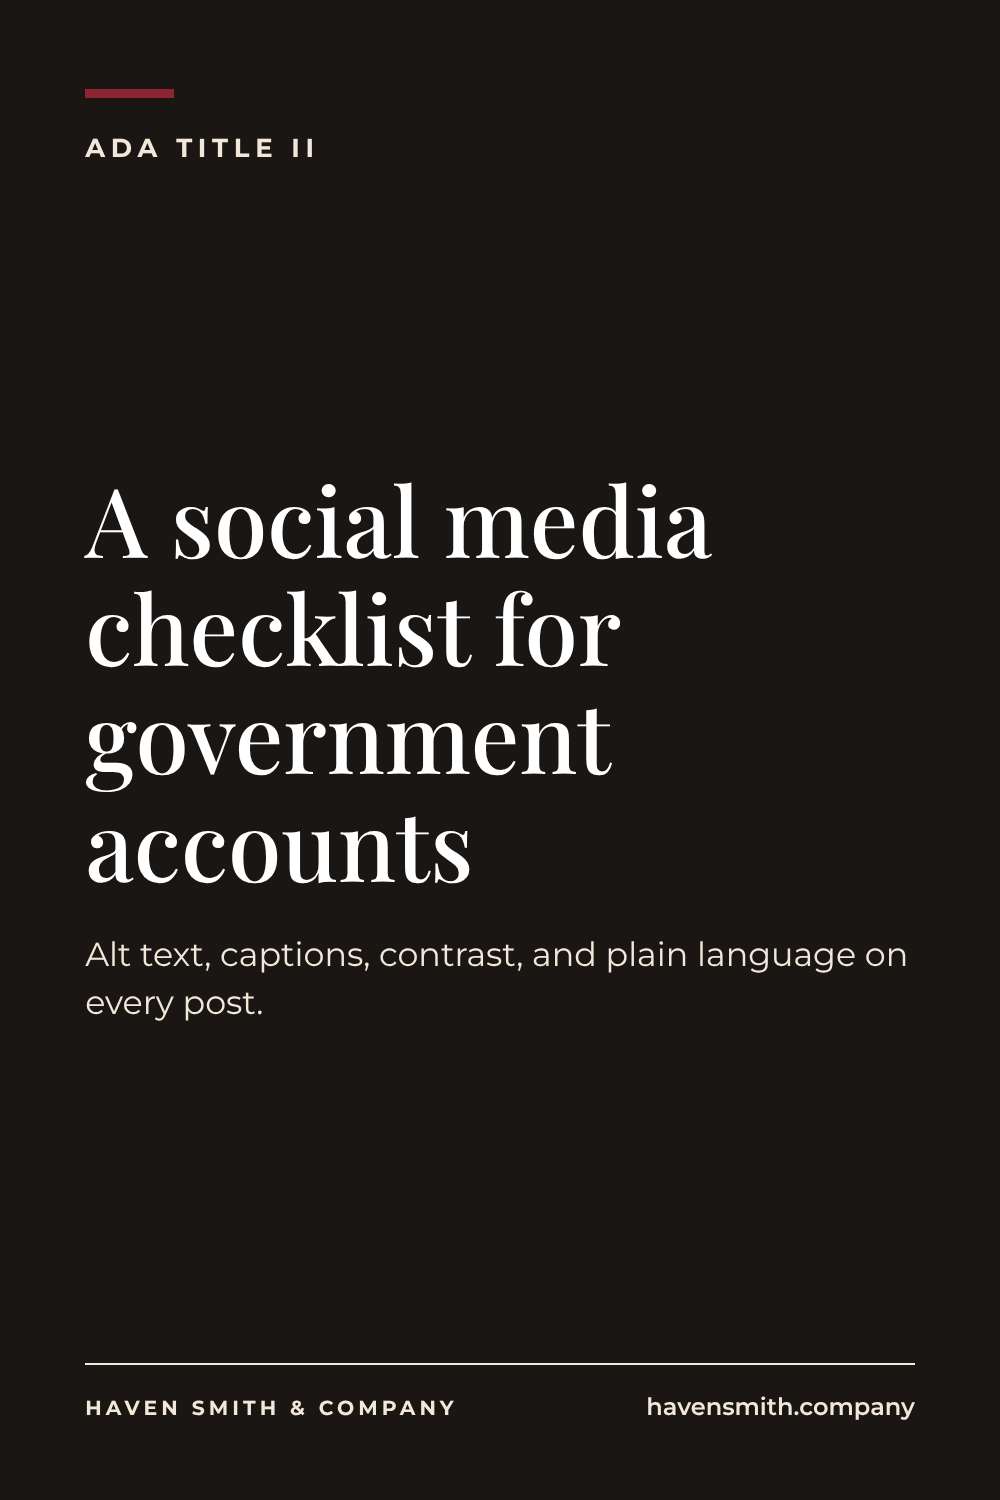 ADA TITLE II
A social media
checklist for
government
accounts
Alt text, captions, contrast, and plain language on
every post.
HAVEN SMITH & COMPANY
havensmith.company